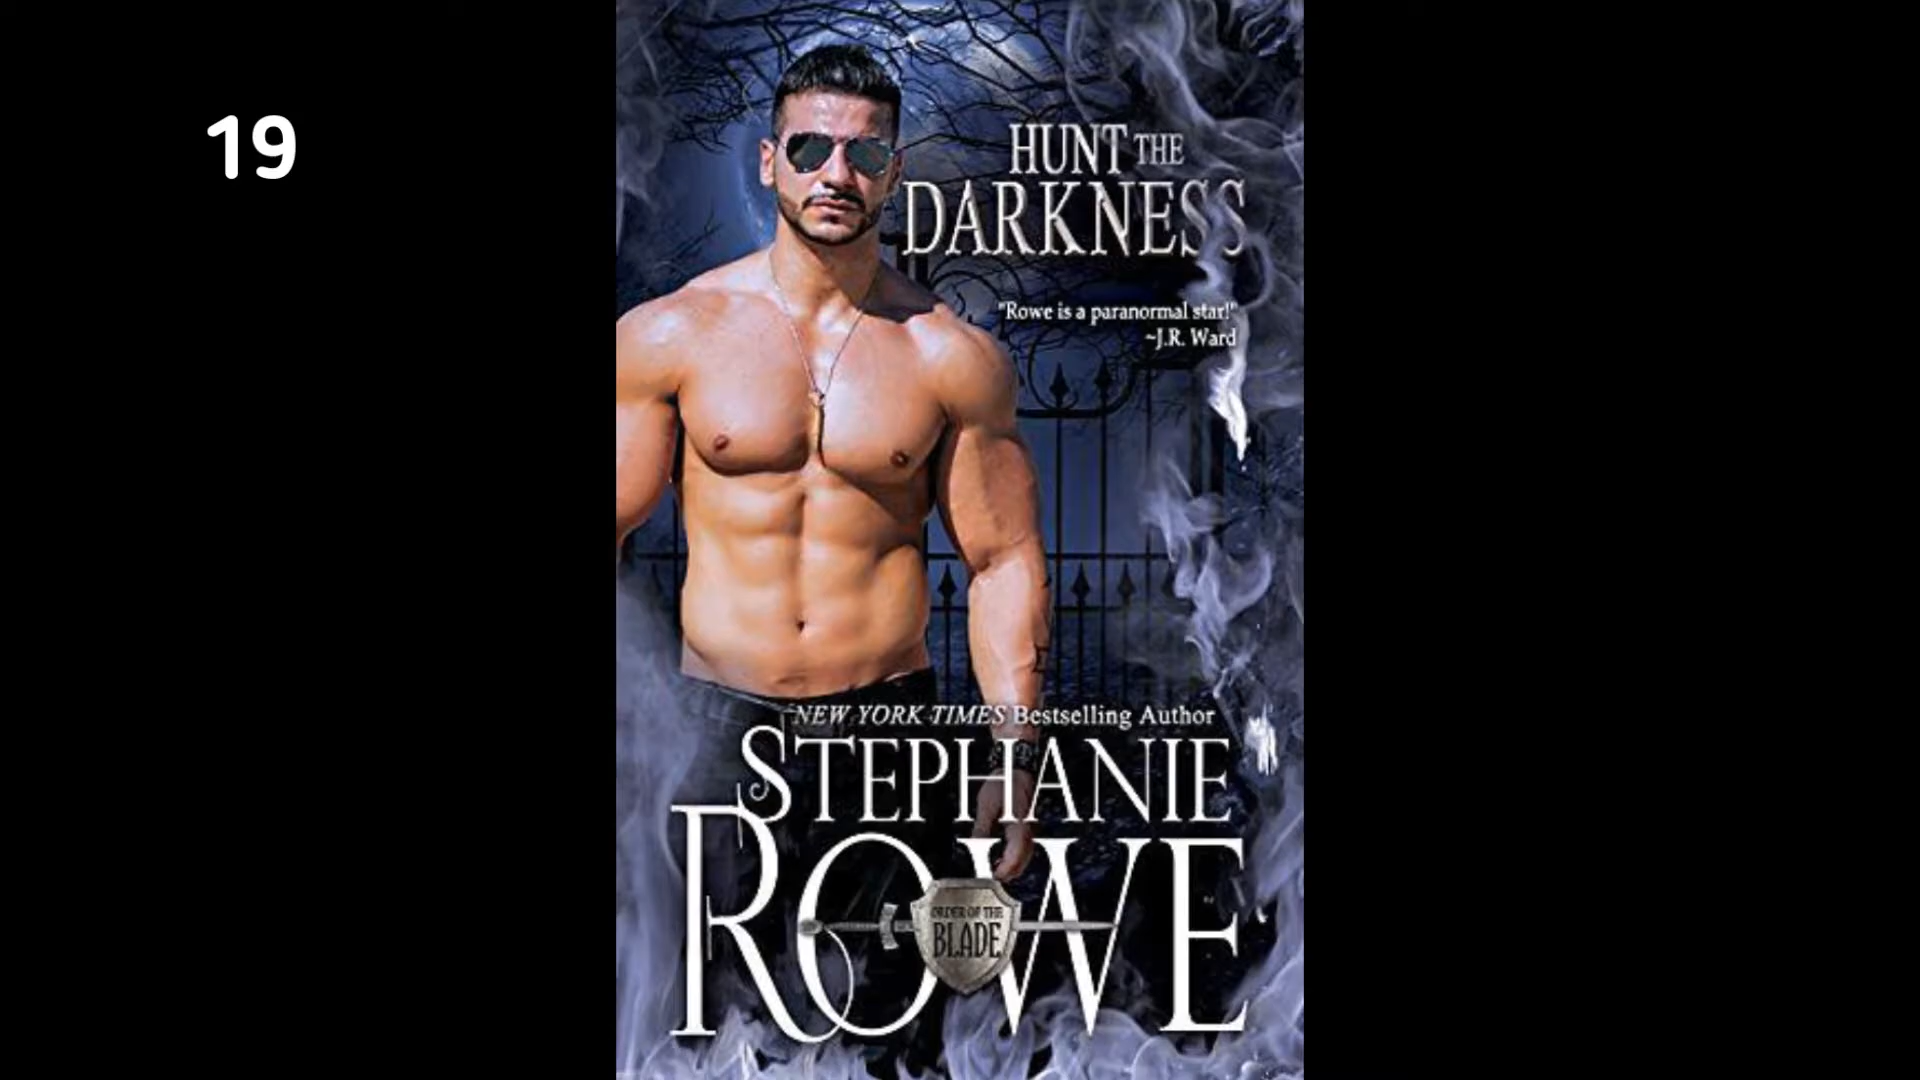 19
HUNT THE
DARKNESS
"Rowe is a paranormal star!"
~J.R. Ward
NEW YORK TIMES Bestselling Author
STEPHANIE
ROWE
ORDER OF THE
BLADE